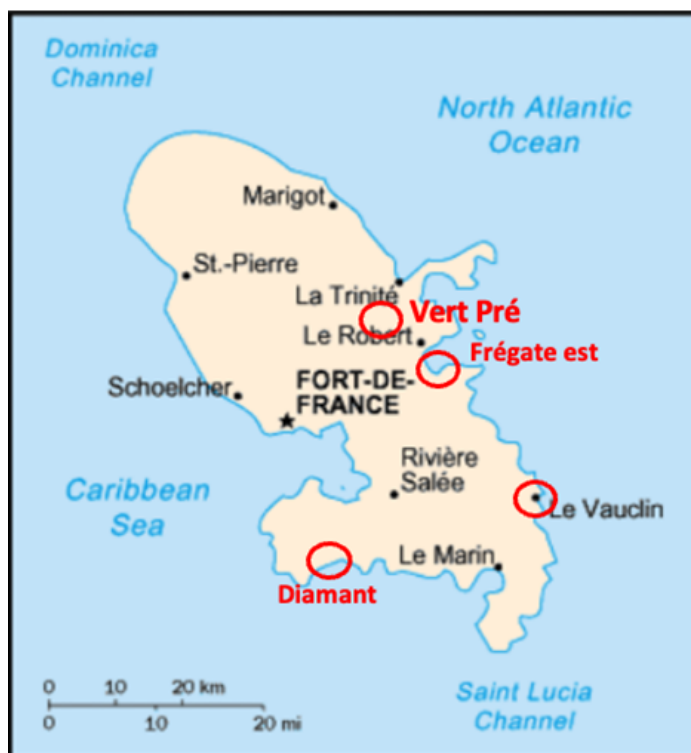 Dominica
Channel
North Atlantic
Ocean
Marigot
St.-Pierre
La Trinité
Vert Pré
Le Robert
Frégate est
Schoelcher
FORT-DE-
FRANCE
Rivière
Salée
Caribbean
Sea
Le Vauclin
Le Marin
Diamant
0 10 20 km
0 10 20 mi
Saint Lucia
Channel